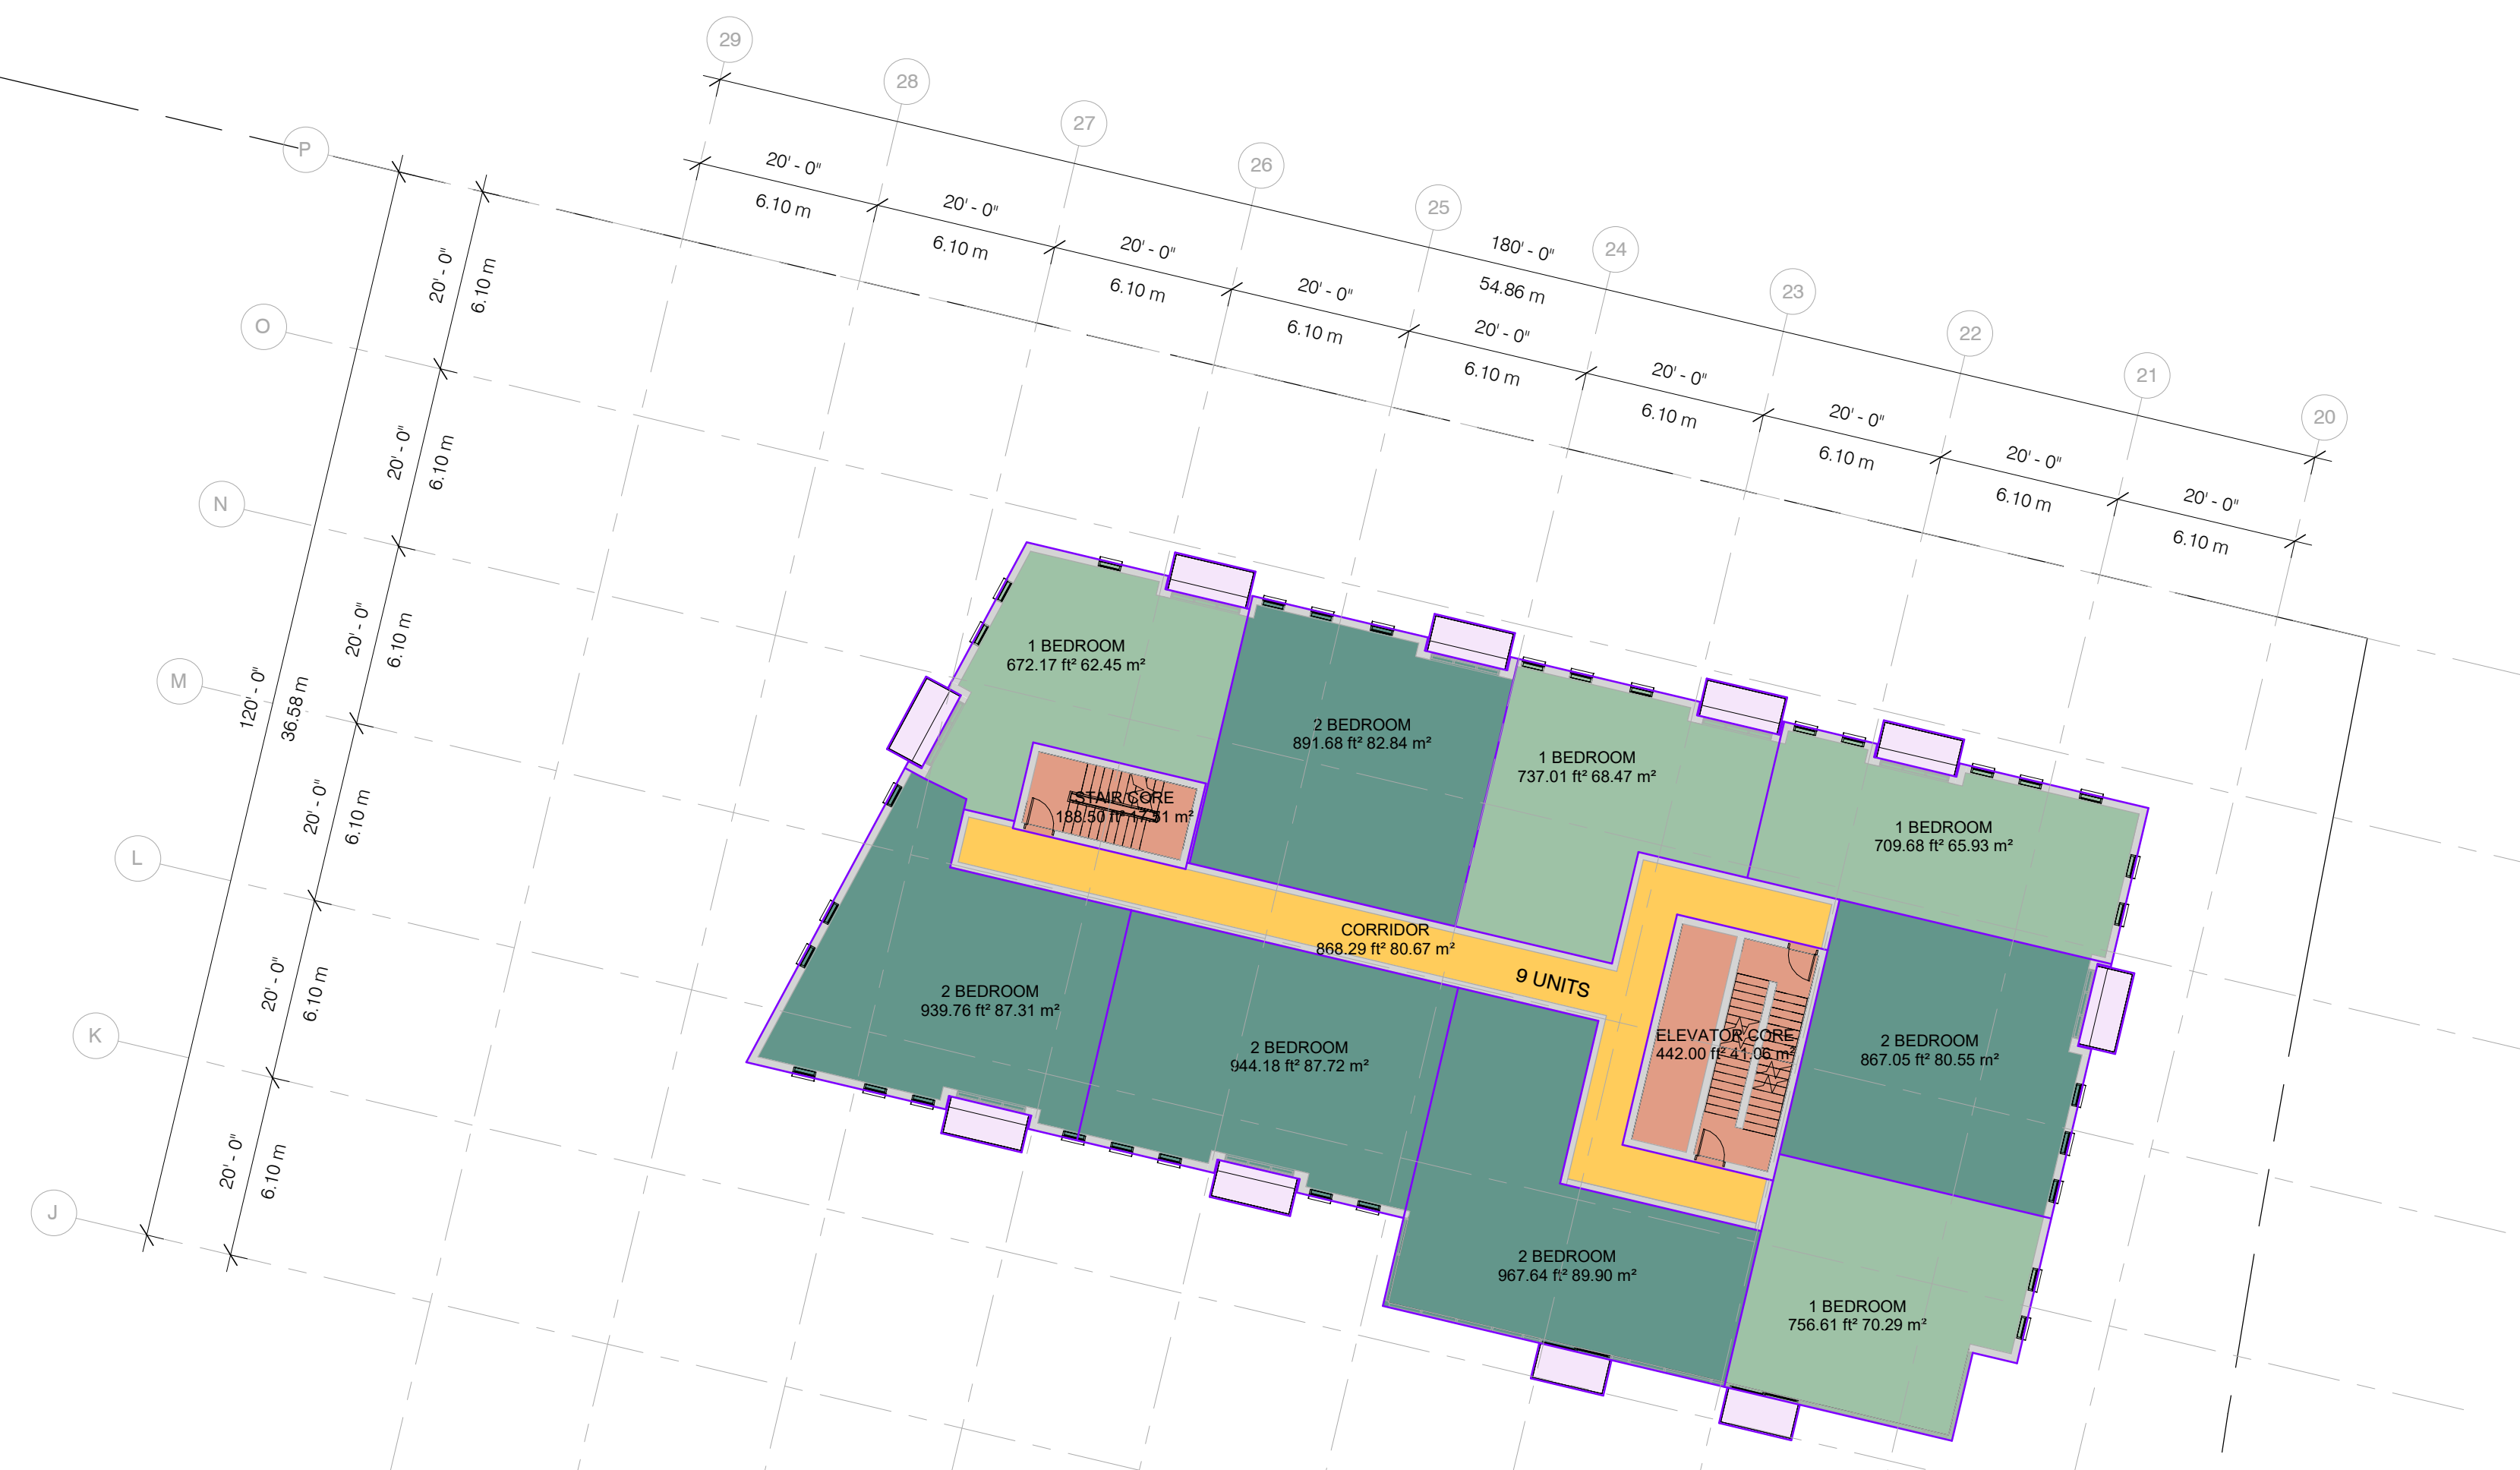 29
28
27
26
25
24
23
22
21
20
P
O
N
M
L
K
J
180' - 0"
54.86 m
20' - 0"
6.10 m
20' - 0"
6.10 m
20' - 0"
6.10 m
20' - 0"
6.10 m
20' - 0"
6.10 m
20' - 0"
6.10 m
20' - 0"
6.10 m
20' - 0"
6.10 m
20' - 0"
6.10 m
120' - 0"
36.58 m
20' - 0"
6.10 m
20' - 0"
6.10 m
20' - 0"
6.10 m
20' - 0"
6.10 m
20' - 0"
6.10 m
20' - 0"
6.10 m
1 BEDROOM
672.17 ft² 62.45 m²
2 BEDROOM
891.68 ft² 82.84 m²
1 BEDROOM
737.01 ft² 68.47 m²
1 BEDROOM
709.68 ft² 65.93 m²
STAIR CORE
188.50 ft² 17.51 m²
CORRIDOR
868.29 ft² 80.67 m²
9 UNITS
2 BEDROOM
939.76 ft² 87.31 m²
2 BEDROOM
944.18 ft² 87.72 m²
ELEVATOR CORE
442.00 ft² 41.06 m²
2 BEDROOM
867.05 ft² 80.55 m²
2 BEDROOM
967.64 ft² 89.90 m²
1 BEDROOM
756.61 ft² 70.29 m²